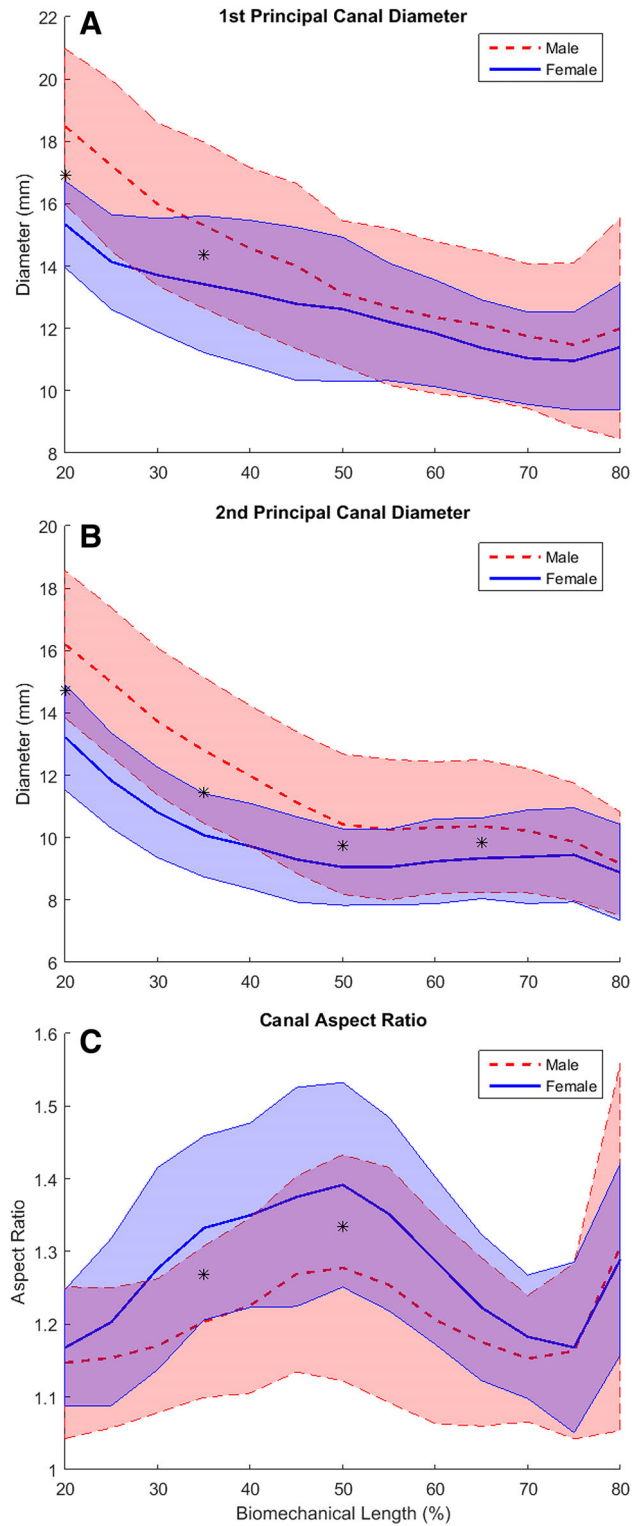 A
1st Principal Canal Diameter
Male
Female
Diameter (mm)
22
20
18
16
14
12
10
8
20 30 40 50 60 70 80
*
*
B
2nd Principal Canal Diameter
Male
Female
Diameter (mm)
20
18
16
14
12
10
8
6
20 30 40 50 60 70 80
*
*
*
*
C
Canal Aspect Ratio
Male
Female
Aspect Ratio
1.6
1.5
1.4
1.3
1.2
1.1
1
20 30 40 50 60 70 80
*
*
Biomechanical Length (%)